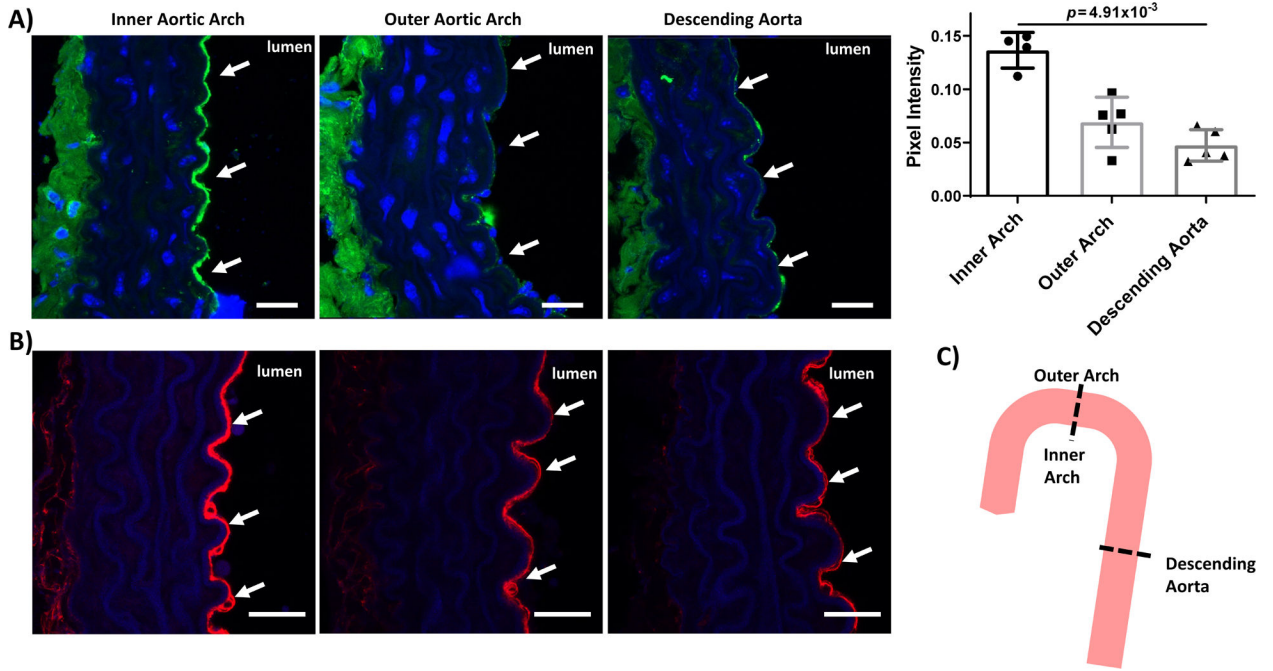 A)
Inner Aortic Arch
Outer Aortic Arch
Descending Aorta
lumen
lumen
lumen
p=4.91x10-3
Pixel Intensity
0.15
0.10
0.05
0.00
Inner Arch
Outer Arch
Descending Aorta
B)
lumen
lumen
lumen
C)
Outer Arch
Inner
Arch
Descending
Aorta